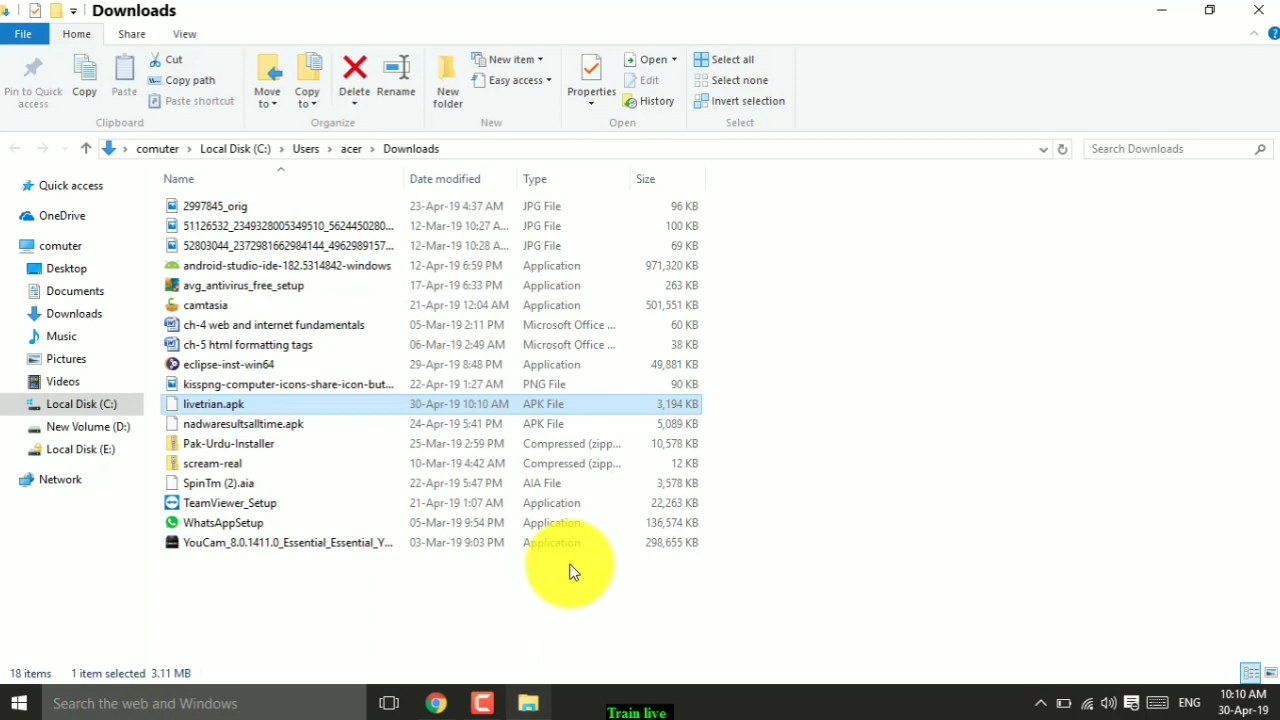 Downloads
File Home Share View
Pin to Quick access
Copy
Paste
Cut
Copy path
Paste shortcut
Clipboard
Move to
Copy to
Delete
Rename
Organize
New folder
New item
Easy access
New
Properties
Open
Edit
History
Open
Select all
Select none
Invert selection
Select
comuter › Local Disk (C:) › Users › acer › Downloads
Search Downloads
Quick access
OneDrive
comuter
Desktop
Documents
Downloads
Music
Pictures
Videos
Local Disk (C:)
New Volume (D:)
Local Disk (E:)
Network
Name Date modified Type Size
2997845_orig 23-Apr-19 4:37 AM JPG File 96 KB
51126532_2349328005349510_5624450280... 12-Mar-19 10:27 A... JPG File 100 KB
52803044_2372981662984144_4962989157... 12-Mar-19 10:28 A... JPG File 69 KB
android-studio-ide-182.5314842-windows 12-Apr-19 6:59 PM Application 971,320 KB
avg_antivirus_free_setup 17-Apr-19 6:33 PM Application 263 KB
camtasia 21-Apr-19 12:04 AM Application 501,551 KB
ch-4 web and internet fundamentals 05-Mar-19 2:11 PM Microsoft Office ... 60 KB
ch-5 html formatting tags 06-Mar-19 2:49 AM Microsoft Office ... 38 KB
eclipse-inst-win64 29-Apr-19 8:48 PM Application 49,881 KB
kisspng-computer-icons-share-icon-but... 22-Apr-19 1:27 AM PNG File 90 KB
livetrian.apk 30-Apr-19 10:10 AM APK File 3,194 KB
nadwaresultsalltime.apk 24-Apr-19 5:41 PM APK File 5,089 KB
Pak-Urdu-Installer 25-Mar-19 2:59 PM Compressed (zipp... 10,578 KB
scream-real 10-Mar-19 4:42 AM Compressed (zipp... 12 KB
SpinTm (2).aia 22-Apr-19 5:47 PM AIA File 3,578 KB
TeamViewer_Setup 21-Apr-19 1:07 AM Application 22,263 KB
WhatsAppSetup 05-Mar-19 9:54 PM Application 136,574 KB
YouCam_8.0.1411.0_Essential_Essential_Y... 03-Mar-19 9:03 PM Application 298,655 KB
18 items 1 item selected 3.11 MB
Search the web and Windows
Train live
ENG
10:10 AM
30-Apr-19